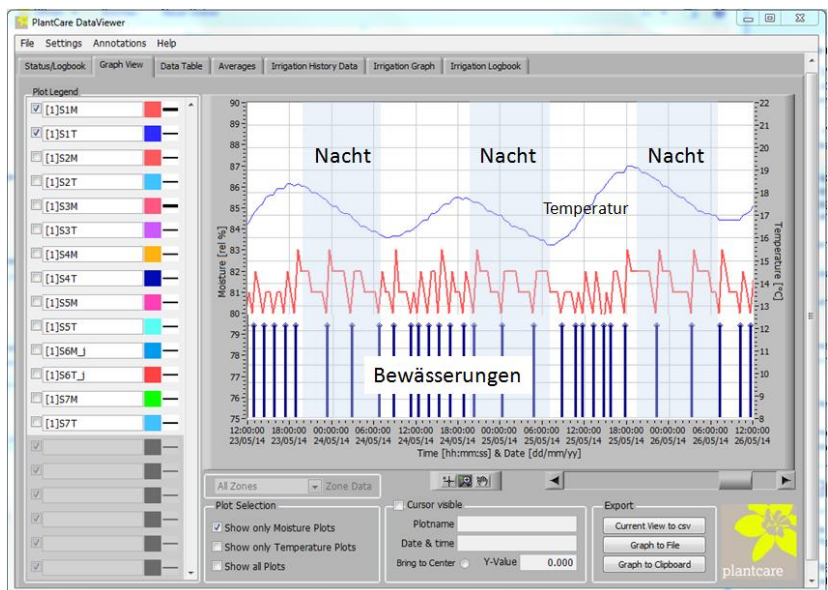 PlantCare DataViewer
File Settings Annotations Help
Status/Logbook Graph View Data Table Averages Irrigation History Data Irrigation Graph Irrigation Logbook
Plot Legend
[1]S1M
[1]S1T
[1]S2M
[1]S2T
[1]S3M
[1]S3T
[1]S4M
[1]S4T
[1]S5M
[1]S5T
[1]S6M_j
[1]S6T_j
[1]S7M
[1]S7T
90
89
88
87
86
85
84
83
82
81
80
79
78
77
76
75
Moisture [rel %]
Nacht Nacht Nacht
Temperatur
Bewässerungen
22
21
20
19
18
17
16
15
14
13
12
11
10
9
8
Temperature [°C]
12:00:00 18:00:00 00:00:00 06:00:00 12:00:00 18:00:00 00:00:00 06:00:00 12:00:00 18:00:00 00:00:00 06:00:00 12:00:00
23/05/14 23/05/14 24/05/14 24/05/14 24/05/14 24/05/14 25/05/14 25/05/14 25/05/14 25/05/14 26/05/14 26/05/14 26/05/14
Time [hh:mm:ss] & Date [dd/mm/yy]
All Zones Zone Data
Plot Selection
Show only Moisture Plots
Show only Temperature Plots
Show all Plots
Cursor visible
Plotname
Date & time
Bring to Center Y-Value 0.000
Export
Current View to csv
Graph to File
Graph to Clipboard
plantcare